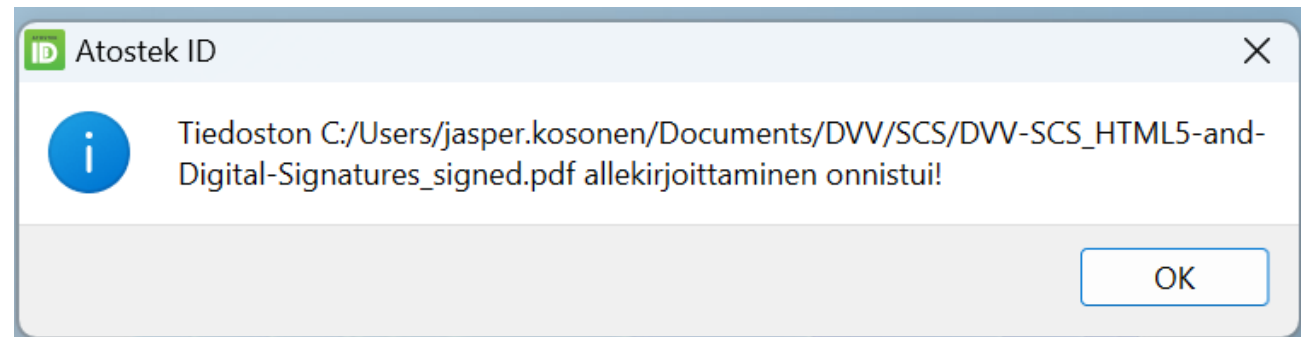 Atostek ID
Tiedoston C:/Users/jasper.kosonen/Documents/DVV/SCS/DVV-SCS_HTML5-and-
Digital-Signatures_signed.pdf allekirjoittaminen onnistui!
OK